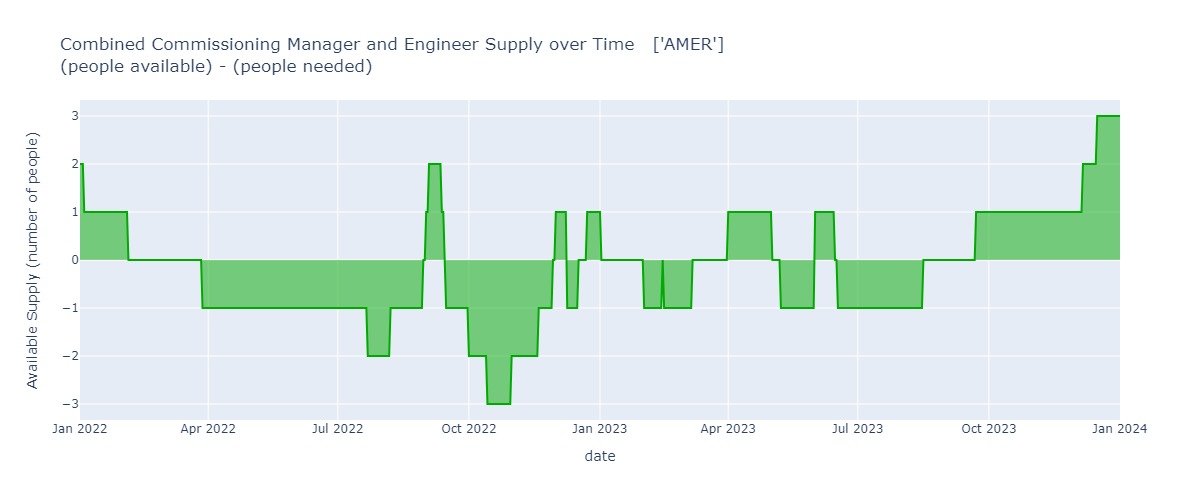 Combined Commissioning Manager and Engineer Supply over Time ['AMER']
(people available) - (people needed)
Available Supply (number of people)
3
2
1
0
−1
−2
−3
Jan 2022 Apr 2022 Jul 2022 Oct 2022 Jan 2023 Apr 2023 Jul 2023 Oct 2023 Jan 2024
date